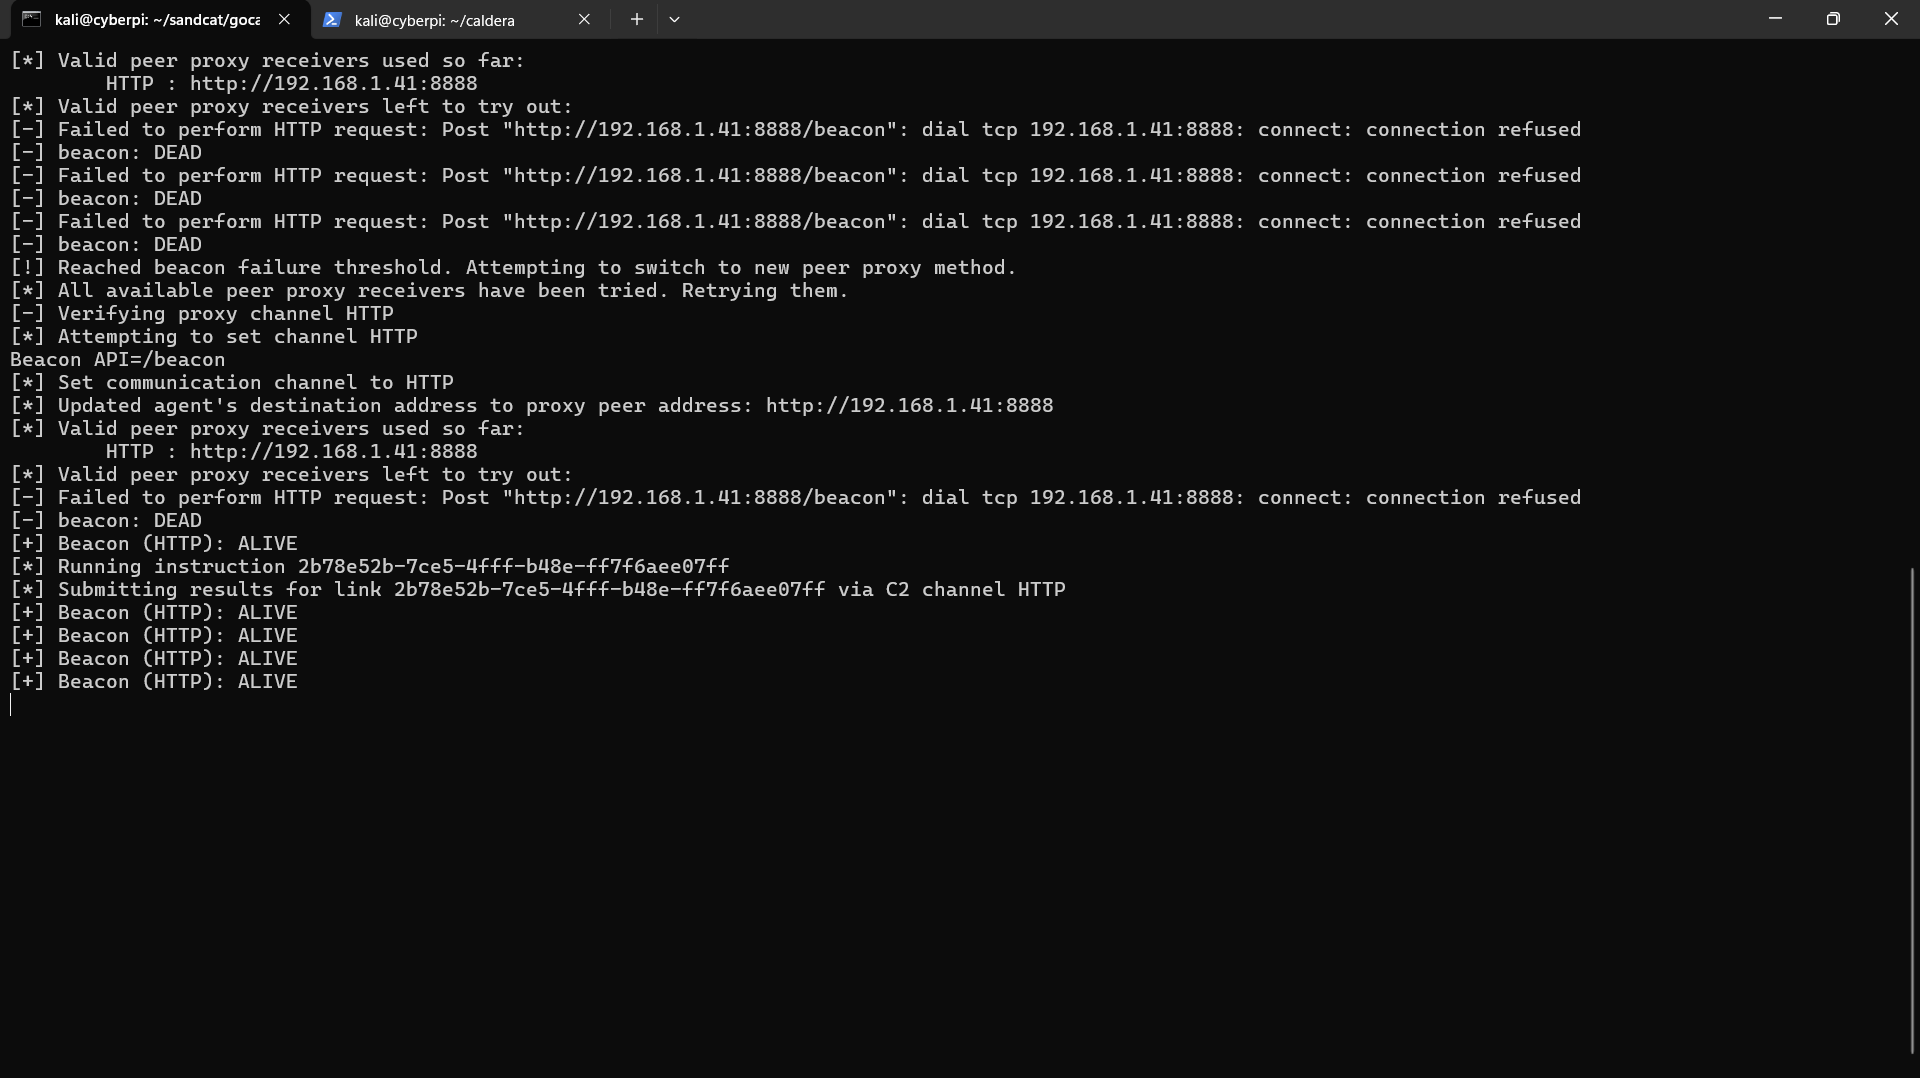 kali@cyberpi: ~/sandcat/goca
kali@cyberpi: ~/caldera
[*] Valid peer proxy receivers used so far:
        HTTP : http://192.168.1.41:8888
[*] Valid peer proxy receivers left to try out:
[-] Failed to perform HTTP request: Post "http://192.168.1.41:8888/beacon": dial tcp 192.168.1.41:8888: connect: connection refused
[-] beacon: DEAD
[-] Failed to perform HTTP request: Post "http://192.168.1.41:8888/beacon": dial tcp 192.168.1.41:8888: connect: connection refused
[-] beacon: DEAD
[-] Failed to perform HTTP request: Post "http://192.168.1.41:8888/beacon": dial tcp 192.168.1.41:8888: connect: connection refused
[-] beacon: DEAD
[!] Reached beacon failure threshold. Attempting to switch to new peer proxy method.
[*] All available peer proxy receivers have been tried. Retrying them.
[-] Verifying proxy channel HTTP
[*] Attempting to set channel HTTP
Beacon API=/beacon
[*] Set communication channel to HTTP
[*] Updated agent's destination address to proxy peer address: http://192.168.1.41:8888
[*] Valid peer proxy receivers used so far:
        HTTP : http://192.168.1.41:8888
[*] Valid peer proxy receivers left to try out:
[-] Failed to perform HTTP request: Post "http://192.168.1.41:8888/beacon": dial tcp 192.168.1.41:8888: connect: connection refused
[-] beacon: DEAD
[+] Beacon (HTTP): ALIVE
[*] Running instruction 2b78e52b-7ce5-4fff-b48e-ff7f6aee07ff
[*] Submitting results for link 2b78e52b-7ce5-4fff-b48e-ff7f6aee07ff via C2 channel HTTP
[+] Beacon (HTTP): ALIVE
[+] Beacon (HTTP): ALIVE
[+] Beacon (HTTP): ALIVE
[+] Beacon (HTTP): ALIVE